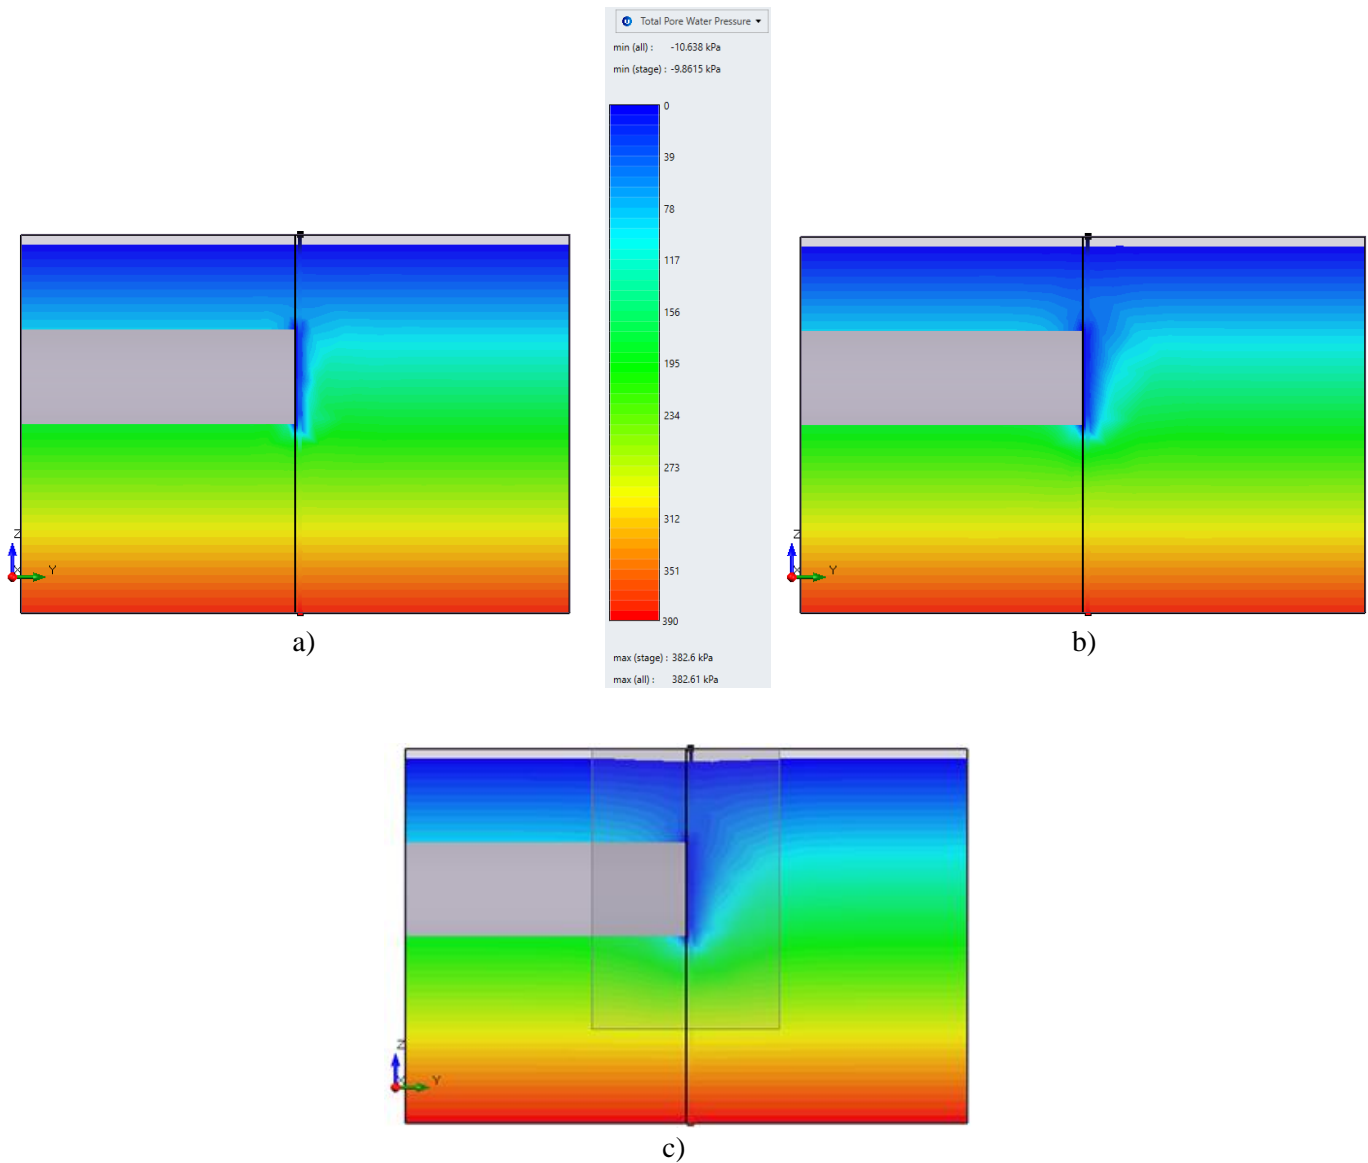 Total Pore Water Pressure
min (all) : -10.638 kPa
min (stage) : -9.8615 kPa
0
39
78
117
156
195
234
273
312
351
390
max (stage) : 382.6 kPa
max (all) : 382.61 kPa
Z
X
Y
a)
Z
X
Y
b)
Z
X
Y
c)